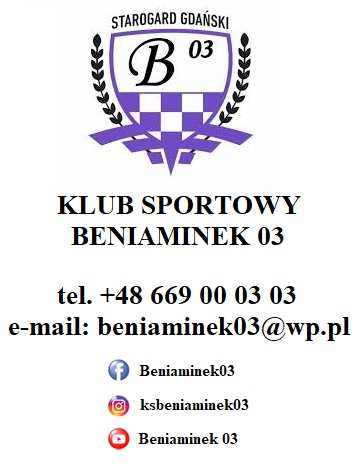 STAROGARD GDAŃSKI
B 03
KLUB SPORTOWY
BENIAMINEK 03
tel. +48 669 00 03 03
e-mail: beniaminek03@wp.pl
Beniaminek03
ksbeniaminek03
Beniaminek 03